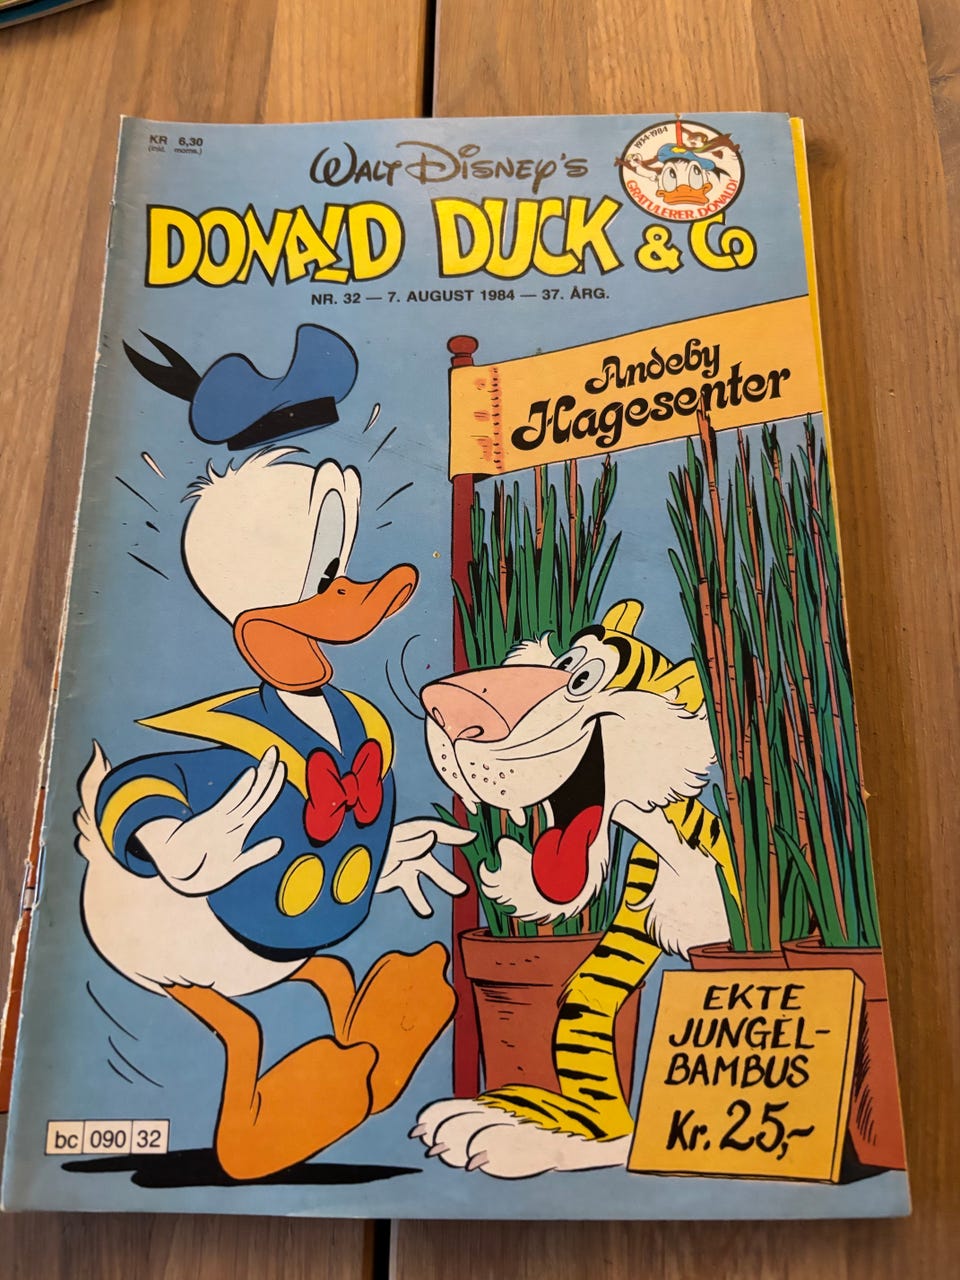 KR 6,30
(inkl. moms.)
WALT DISNEY'S
1934-1984
GRATULERER, DONALD!
DONALD DUCK & Co
NR. 32 — 7. AUGUST 1984 — 37. ÅRG.
Andeby
Hagesenter
EKTE
JUNGEL-
BAMBUS
Kr. 25,-
bc 090 32